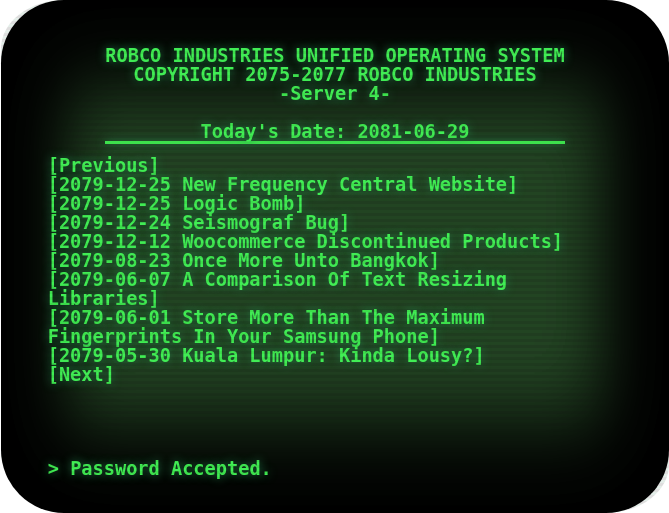 ROBCO INDUSTRIES UNIFIED OPERATING SYSTEM
COPYRIGHT 2075-2077 ROBCO INDUSTRIES
-Server 4-
Today's Date: 2081-06-29
[Previous]
[2079-12-25 New Frequency Central Website]
[2079-12-25 Logic Bomb]
[2079-12-24 Seismograf Bug]
[2079-12-12 Woocommerce Discontinued Products]
[2079-08-23 Once More Unto Bangkok]
[2079-06-07 A Comparison Of Text Resizing
Libraries]
[2079-06-01 Store More Than The Maximum
Fingerprints In Your Samsung Phone]
[2079-05-30 Kuala Lumpur: Kinda Lousy?]
[Next]
> Password Accepted.